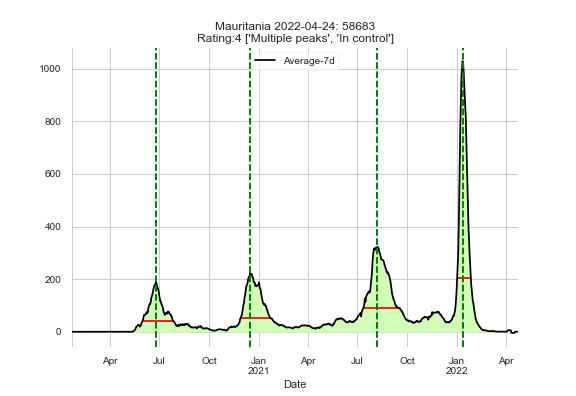 Mauritania 2022-04-24: 58683
Rating:4 ['Multiple peaks', 'In control']
Average-7d
1000
800
600
400
200
0
Apr Jul Oct Jan Apr Jul Oct Jan Apr
2021 2022
Date